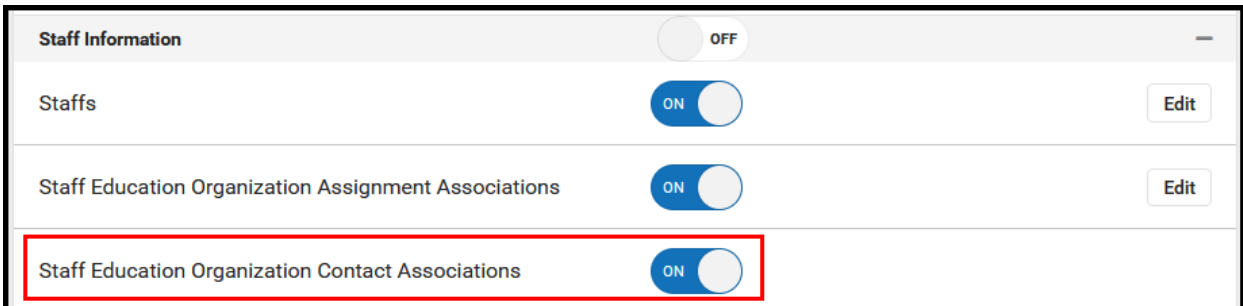 Staff Information OFF
Staffs ON Edit
Staff Education Organization Assignment Associations ON Edit
Staff Education Organization Contact Associations ON